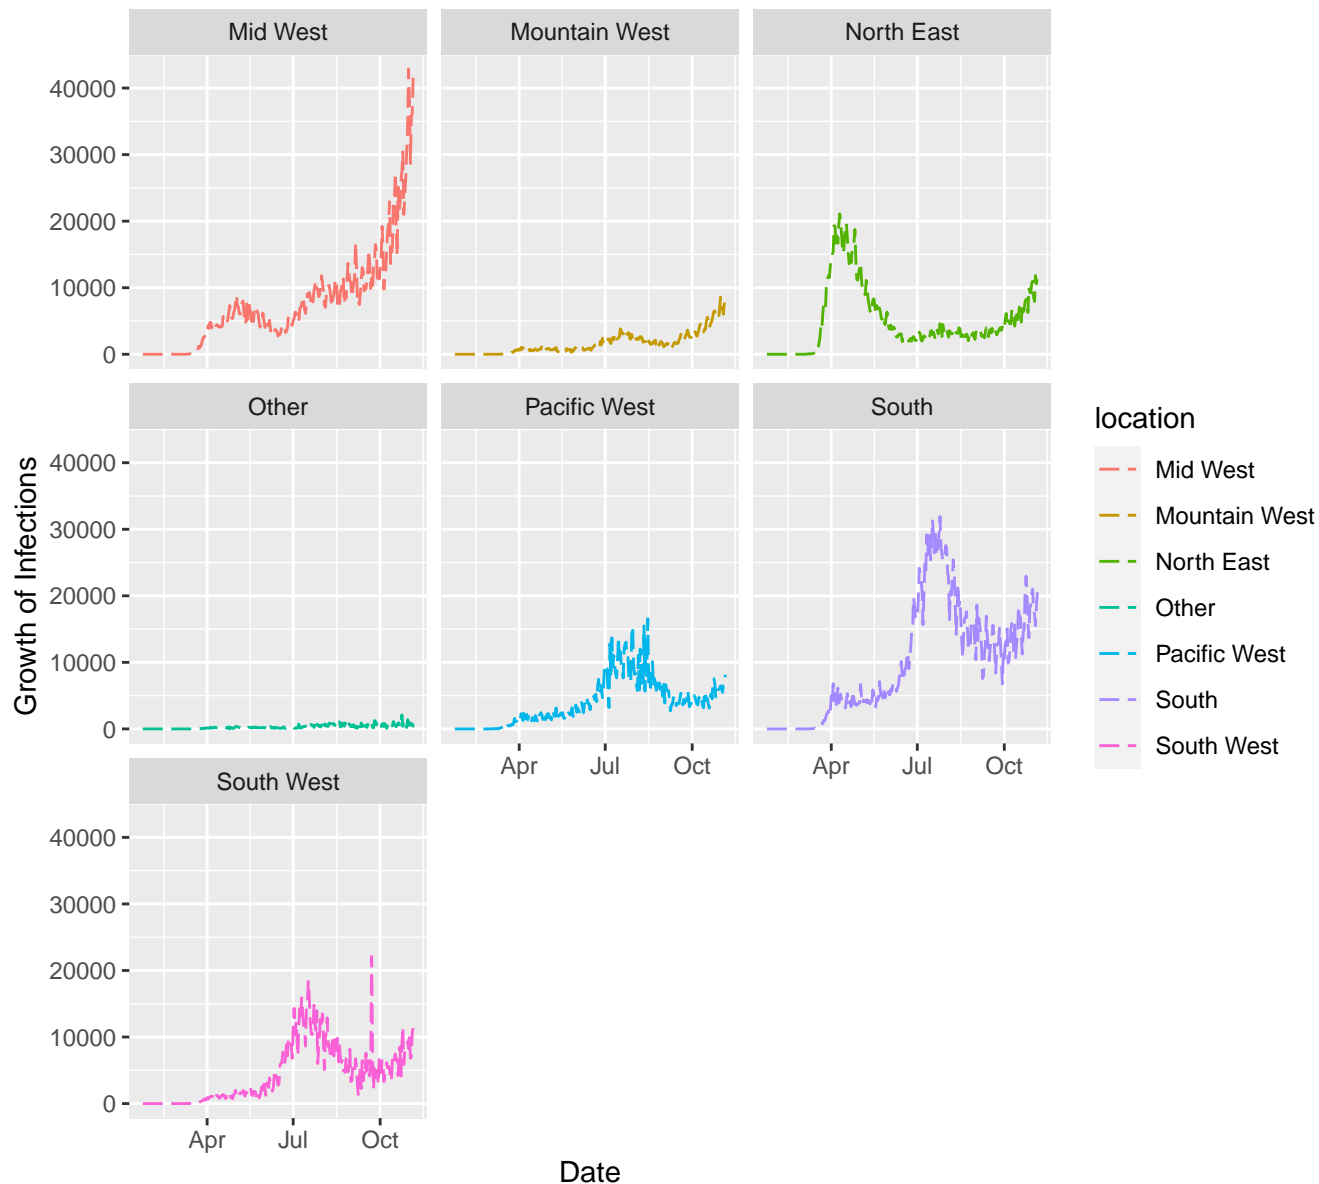 Mid West
Mountain West
North East
40000
30000
20000
10000
0
Other
Pacific West
South
40000
30000
20000
10000
0
Apr
Jul
Oct
Apr
Jul
Oct
South West
40000
30000
20000
10000
0
Apr
Jul
Oct
Growth of Infections
Date
location
Mid West
Mountain West
North East
Other
Pacific West
South
South West